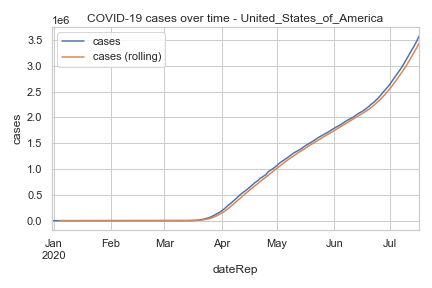 COVID-19 cases over time - United_States_of_America
1e6
3.5
3.0
2.5
2.0
1.5
1.0
0.5
0.0
cases
cases
cases (rolling)
Jan Feb Mar Apr May Jun Jul
2020
dateRep